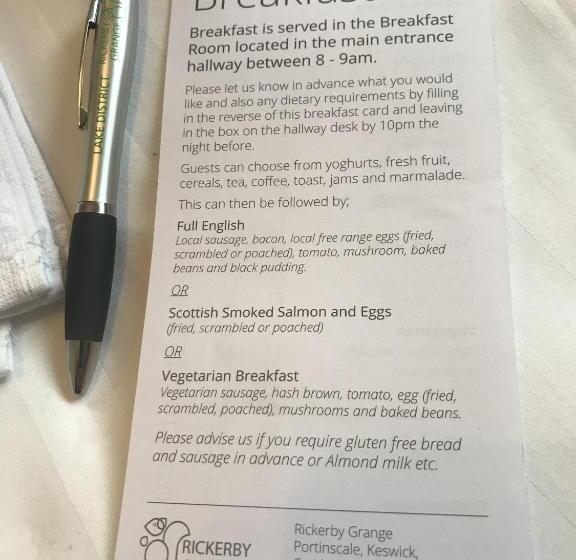 Breakfast
Breakfast is served in the Breakfast
Room located in the main entrance
hallway between 8 - 9am.
Please let us know in advance what you would
like and also any dietary requirements by filling
in the reverse of this breakfast card and leaving
in the box on the hallway desk by 10pm the
night before.
Guests can choose from yoghurts, fresh fruit,
cereals, tea, coffee, toast, jams and marmalade.
This can then be followed by;
Full English
Local sausage, bacon, local free range eggs (fried,
scrambled or poached), tomato, mushroom, baked
beans and black pudding.
OR
Scottish Smoked Salmon and Eggs
(fried, scrambled or poached)
OR
Vegetarian Breakfast
Vegetarian sausage, hash brown, tomato, egg (fried,
scrambled, poached), mushrooms and baked beans.
Please advise us if you require gluten free bread
and sausage in advance or Almond milk etc.
RICKERBY
Rickerby Grange
Portinscale, Keswick,
LAKE DISTRICT
RICKERBY
GRANGE